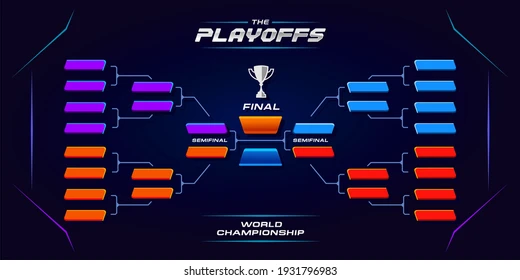 THE
PLAYOFFS
FINAL
SEMIFINAL
SEMIFINAL
WORLD
CHAMPIONSHIP
shutterstock.com · 1931796983